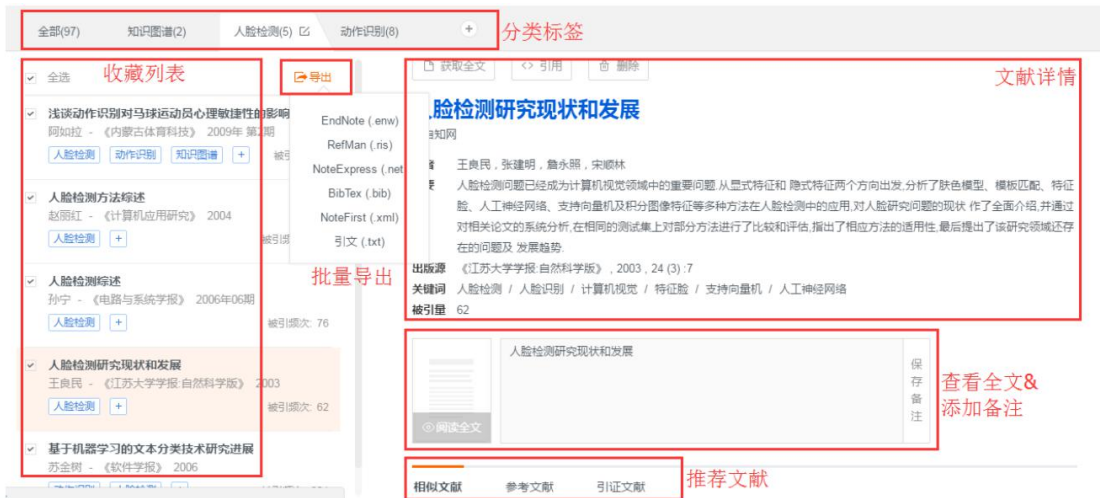 全部(97) 知识图谱(2) 人脸检测(5) 动作识别(8) +
分类标签
全选
收藏列表
导出
浅谈动作识别对马球运动员心理敏捷性的影响
阿如拉 - 《内蒙古体育科技》 2009年 第2期
人脸检测 动作识别 知识图谱 +
人脸检测方法综述
赵丽红 - 《计算机应用研究》 2004
人脸检测 +
人脸检测综述
孙宁 - 《电路与系统学报》 2006年06期
人脸检测 +
被引频次: 76
人脸检测研究现状和发展
王良民 - 《江苏大学学报:自然科学版》 2003
人脸检测 +
被引频次: 62
基于机器学习的文本分类技术研究进展
苏金树 - 《软件学报》 2006
EndNote (.enw)
RefMan (.ris)
NoteExpress (.net
BibTex (.bib)
NoteFirst (.xml)
引文 (.txt)
批量导出
获取全文 <> 引用 删除
文献详情
脸检测研究现状和发展
知网
王良民 , 张建明 , 詹永照 , 宋顺林
人脸检测问题已经成为计算机视觉领域中的重要问题.从显式特征和 隐式特征两个方向出发,分析了肤色模型、模板匹配、特征
脸、人工神经网络、支持向量机及积分图像特征等多种方法在人脸检测中的应用,对人脸研究问题的现状 作了全面介绍,并通过
对相关论文的系统分析,在相同的测试集上对部分方法进行了比较和评估,指出了相应方法的适用性,最后提出了该研究领域还存
在的问题及 发展趋势.
出版源 《江苏大学学报:自然科学版》 , 2003 , 24 (3) :7
关键词 人脸检测 / 人脸识别 / 计算机视觉 / 特征脸 / 支持向量机 / 人工神经网络
被引量 62
人脸检测研究现状和发展
阅读全文
保存备注
查看全文&
添加备注
相似文献 参考文献 引证文献
推荐文献